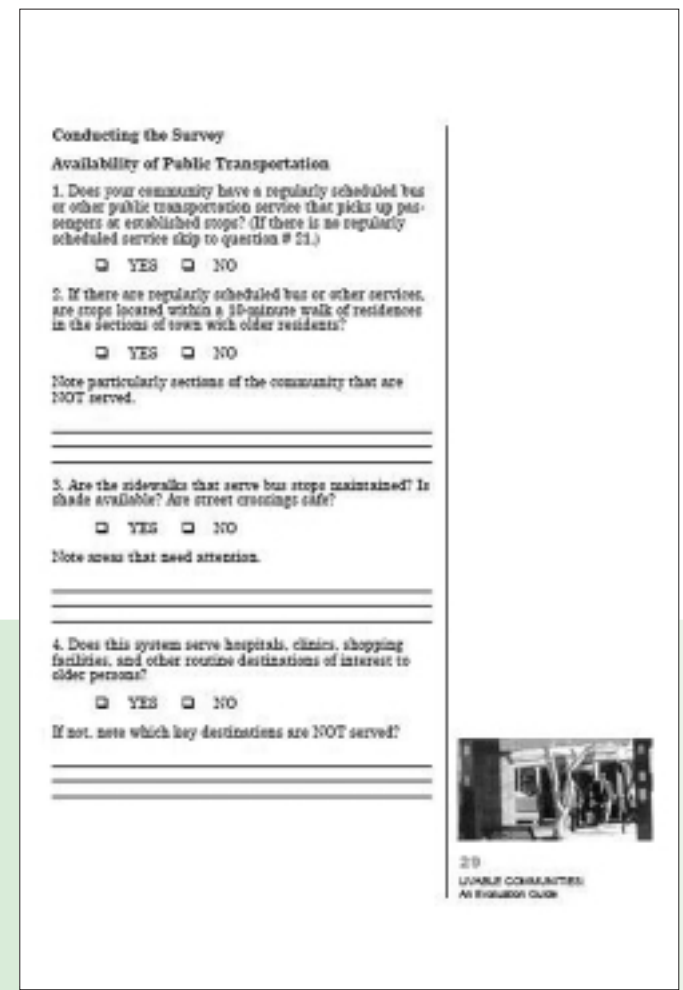 Conducting the Survey
Availability of Public Transportation
1. Does your community have a regularly scheduled bus
or other public transportation service that picks up pas-
sengers at established stops? (If there is no regularly
scheduled service skip to question # 21.)
❏ YES ❏ NO
2. If there are regularly scheduled bus or other services,
are stops located within a 10-minute walk of residences
in the sections of town with older residents?
❏ YES ❏ NO
Note particularly sections of the community that are
NOT served.
3. Are the sidewalks that serve bus stops maintained? Is
shade available? Are street crossings safe?
❏ YES ❏ NO
Note areas that need attention.
4. Does this system serve hospitals, clinics, shopping
facilities, and other routine destinations of interest to
older persons?
❏ YES ❏ NO
If not, note which key destinations are NOT served?
29
LIVABLE COMMUNITIES:
An Evaluation Guide